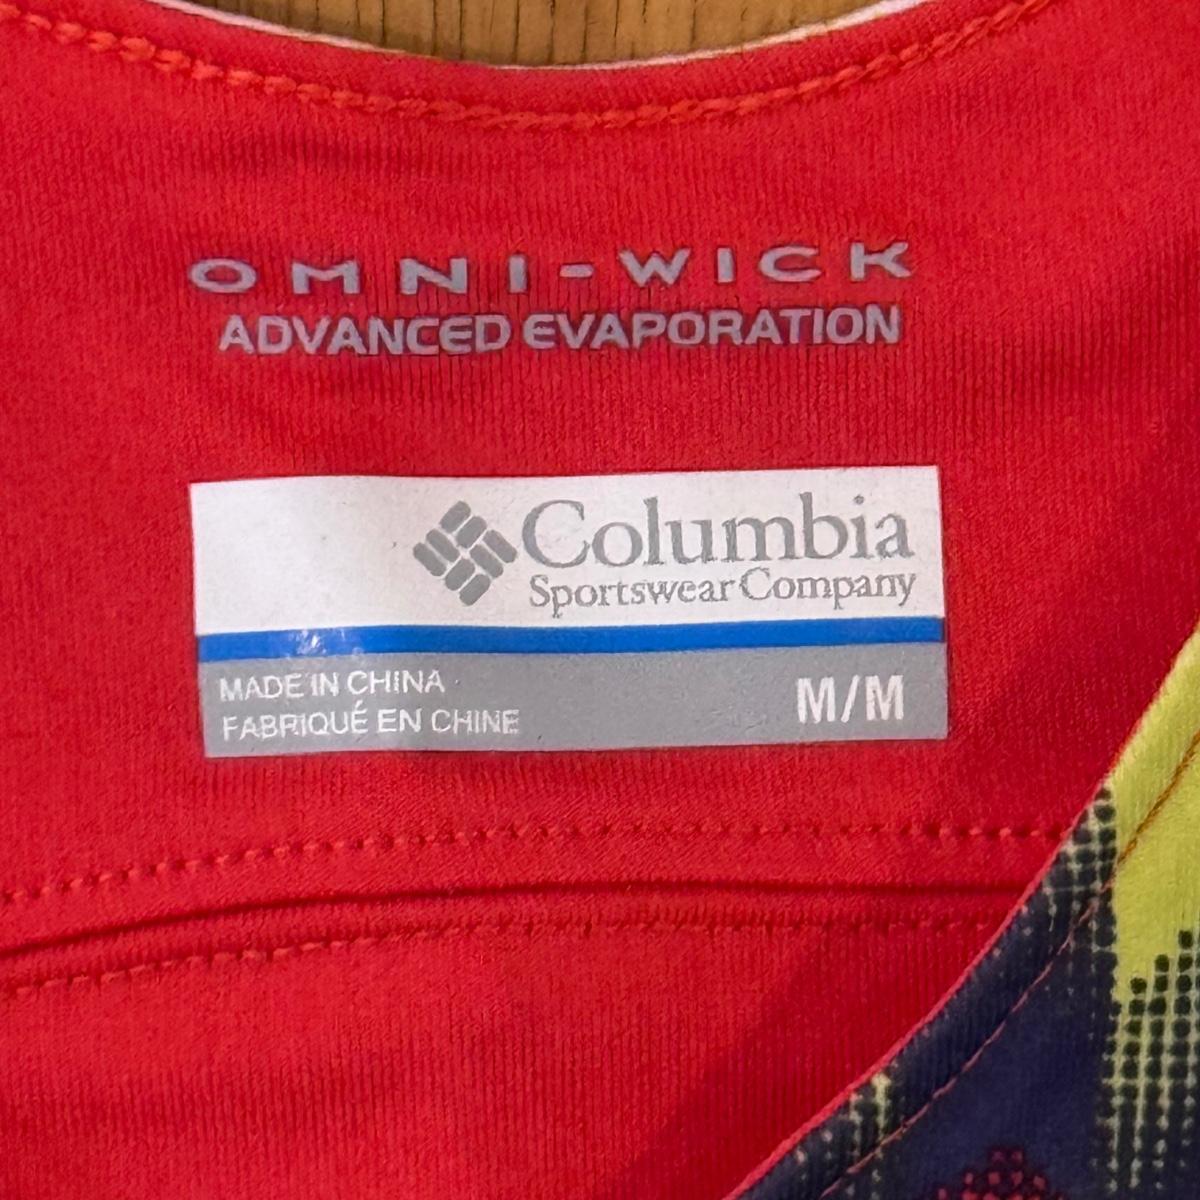 OMNI-WICK
ADVANCED EVAPORATION
Columbia
Sportswear Company
MADE IN CHINA
FABRIQUÉ EN CHINE
M/M